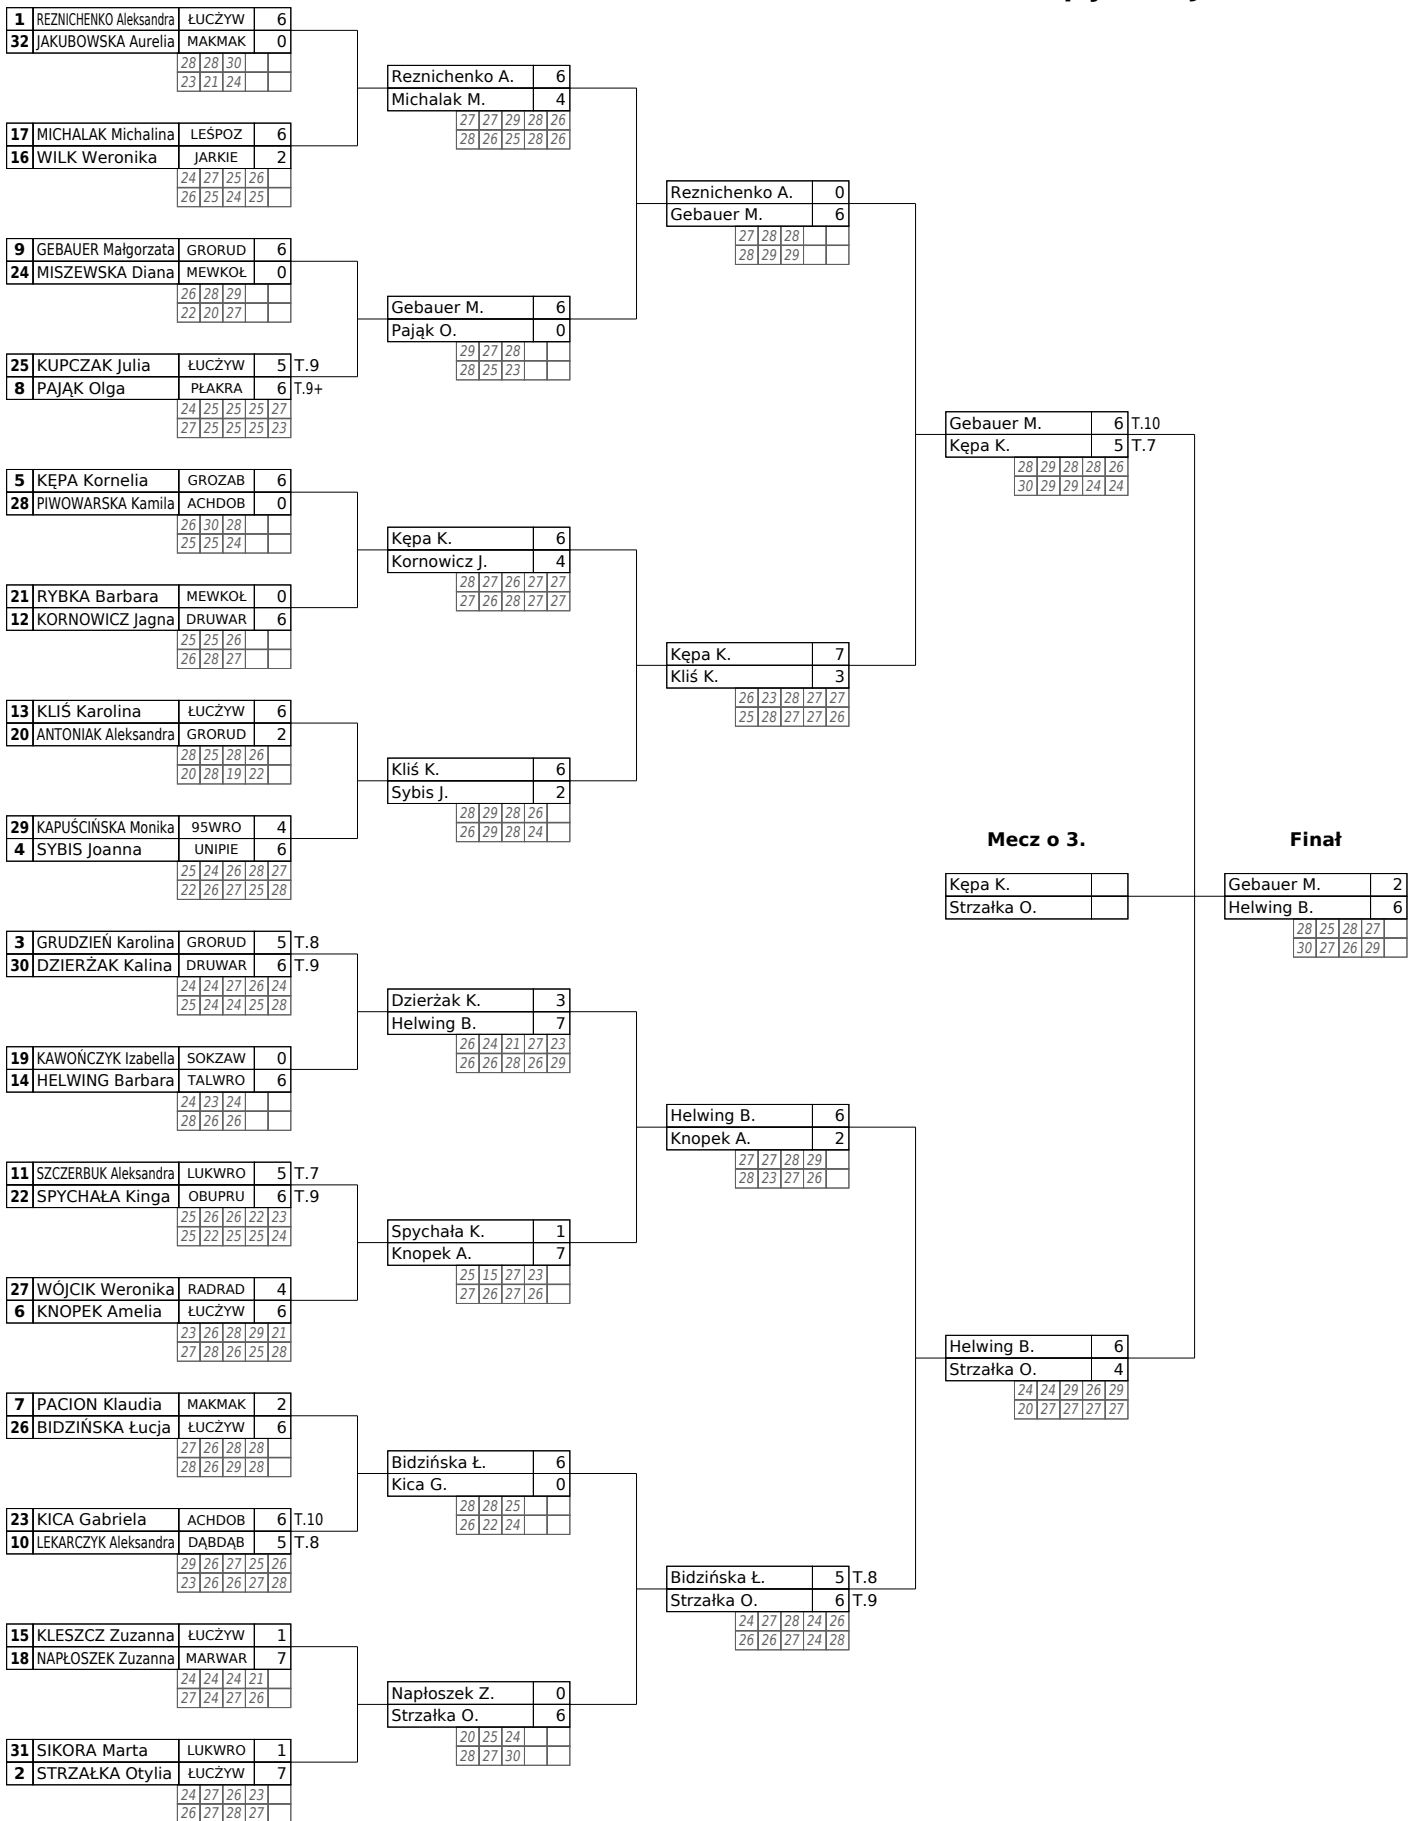 1 REZNICHENKO Aleksandra ŁUCŻYW 6
32 JAKUBOWSKA Aurelia MAKMAK 0
28 28 30
23 21 24
17 MICHALAK Michalina LEŚPOZ 6
16 WILK Weronika JARKIE 2
24 27 25 26
26 25 24 25
9 GEBAUER Małgorzata GRORUD 6
24 MISZEWSKA Diana MEWKOŁ 0
26 28 29
22 20 27
25 KUPCZAK Julia ŁUCŻYW 5 T.9
8 PAJĄK Olga PŁAKRA 6 T.9+
24 25 25 25 27
27 25 25 25 23
5 KĘPA Kornelia GROZAB 6
28 PIWOWARSKA Kamila ACHDOB 0
26 30 28
25 25 24
21 RYBKA Barbara MEWKOŁ 0
12 KORNOWICZ Jagna DRUWAR 6
25 25 26
26 28 27
13 KLIŚ Karolina ŁUCŻYW 6
20 ANTONIAK Aleksandra GRORUD 2
28 25 28 26
20 28 19 22
29 KAPUŚCIŃSKA Monika 95WRO 4
4 SYBIS Joanna UNIPIE 6
25 24 26 28 27
22 26 27 25 28
3 GRUDZIEŃ Karolina GRORUD 5 T.8
30 DZIERŻAK Kalina DRUWAR 6 T.9
24 24 27 26 24
25 24 24 25 28
19 KAWOŃCZYK Izabella SOKZAW 0
14 HELWING Barbara TALWRO 6
24 23 24
28 26 26
11 SZCZERBUK Aleksandra LUKWRO 5 T.7
22 SPYCHAŁA Kinga OBUPRU 6 T.9
25 26 26 22 23
25 22 25 25 24
27 WÓJCIK Weronika RADRAD 4
6 KNOPEK Amelia ŁUCŻYW 6
23 26 28 29 21
27 28 26 25 28
7 PACION Klaudia MAKMAK 2
26 BIDZIŃSKA Łucja ŁUCŻYW 6
27 26 28 28
28 26 29 28
23 KICA Gabriela ACHDOB 6 T.10
10 LEKARCZYK Aleksandra DĄBDĄB 5 T.8
29 26 27 25 26
23 26 26 27 28
15 KLESZCZ Zuzanna ŁUCŻYW 1
18 NAPŁOSZEK Zuzanna MARWAR 7
24 24 24 21
27 24 27 26
31 SIKORA Marta LUKWRO 1
2 STRZAŁKA Otylia ŁUCŻYW 7
24 27 26 23
26 27 28 27
Reznichenko A. 6
Michalak M. 4
27 27 29 28 26
28 26 25 28 26
Gebauer M. 6
Pająk O. 0
29 27 28
28 25 23
Kępa K. 6
Kornowicz J. 4
28 27 26 27 27
27 26 28 27 27
Kliś K. 6
Sybis J. 2
28 29 28 26
26 29 28 24
Dzierżak K. 3
Helwing B. 7
26 24 21 27 23
26 26 28 26 29
Spychała K. 1
Knopek A. 7
25 15 27 23
27 26 27 26
Bidzińska Ł. 6
Kica G. 0
28 28 25
26 22 24
Napłoszek Z. 0
Strzałka O. 6
20 25 24
28 27 30
Reznichenko A. 0
Gebauer M. 6
27 28 28
28 29 29
Kępa K. 7
Kliś K. 3
26 23 28 27 27
25 28 27 27 26
Helwing B. 6
Knopek A. 2
27 27 28 29
28 23 27 26
Bidzińska Ł. 5 T.8
Strzałka O. 6 T.9
24 27 28 24 26
26 26 27 24 28
Gebauer M. 6 T.10
Kępa K. 5 T.7
28 29 28 28 26
30 29 29 24 24
Helwing B. 6
Strzałka O. 4
24 24 29 26 29
20 27 27 27 27
Mecz o 3.
Kępa K.
Strzałka O.
Finał
Gebauer M. 2
Helwing B. 6
28 25 28 27
30 27 26 29